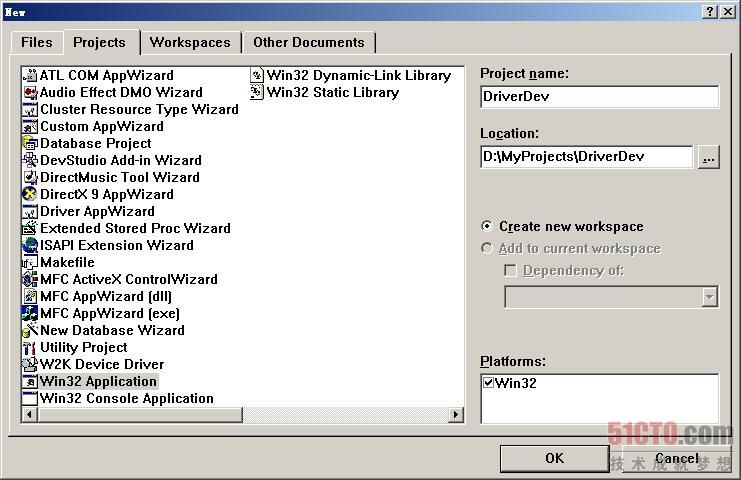 New
Files
Projects
Workspaces
Other Documents
ATL COM AppWizard
Audio Effect DMO Wizard
Cluster Resource Type Wizard
Custom AppWizard
Database Project
DevStudio Add-in Wizard
DirectMusic Tool Wizard
DirectX 9 AppWizard
Driver AppWizard
Extended Stored Proc Wizard
ISAPI Extension Wizard
Makefile
MFC ActiveX ControlWizard
MFC AppWizard (dll)
MFC AppWizard (exe)
New Database Wizard
Utility Project
W2K Device Driver
Win32 Application
Win32 Console Application
Win32 Dynamic-Link Library
Win32 Static Library
Project name:
DriverDev
Location:
D:\MyProjects\DriverDev
...
Create new workspace
Add to current workspace
Dependency of:
Platforms:
Win32
OK
Cancel
51CTO.com
技术成就梦想